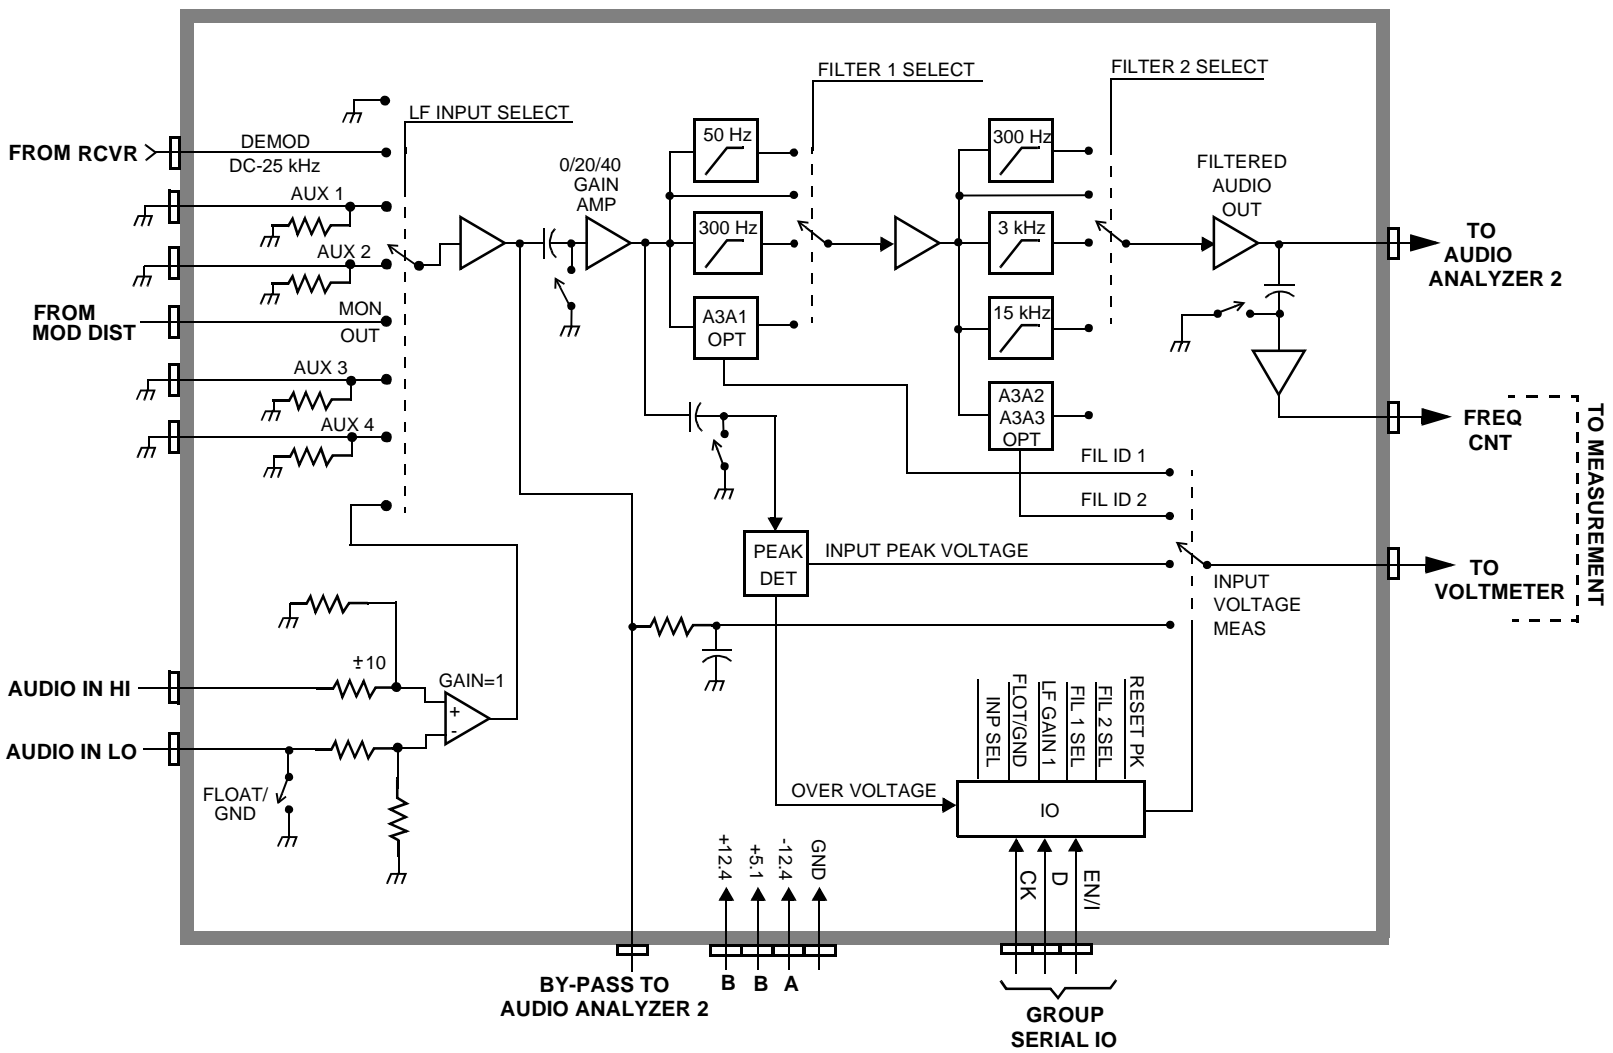 FILTER 1 SELECT
FILTER 2 SELECT
LF INPUT SELECT
FROM RCVR
DEMOD
DC-25 kHz
AUX 1
AUX 2
FROM
MOD DIST
MON
OUT
AUX 3
AUX 4
0/20/40
GAIN
AMP
50 Hz
300 Hz
A3A1
OPT
300 Hz
3 kHz
15 kHz
A3A2
A3A3
OPT
FILTERED
AUDIO
OUT
TO
AUDIO
ANALYZER 2
FREQ
CNT
TO MEASUREMENT
FIL ID 1
FIL ID 2
PEAK
DET
INPUT PEAK VOLTAGE
INPUT
VOLTAGE
MEAS
TO
VOLTMETER
±10
GAIN=1
+
-
AUDIO IN HI
AUDIO IN LO
FLOAT/
GND
OVER VOLTAGE
INP SEL
FLOT/GND
LF GAIN 1
FIL 1 SEL
FIL 2 SEL
RESET PK
IO
+12.4
+5.1
-12.4
GND
CK
D
EN/I
B
B
A
BY-PASS TO
AUDIO ANALYZER 2
GROUP
SERIAL IO